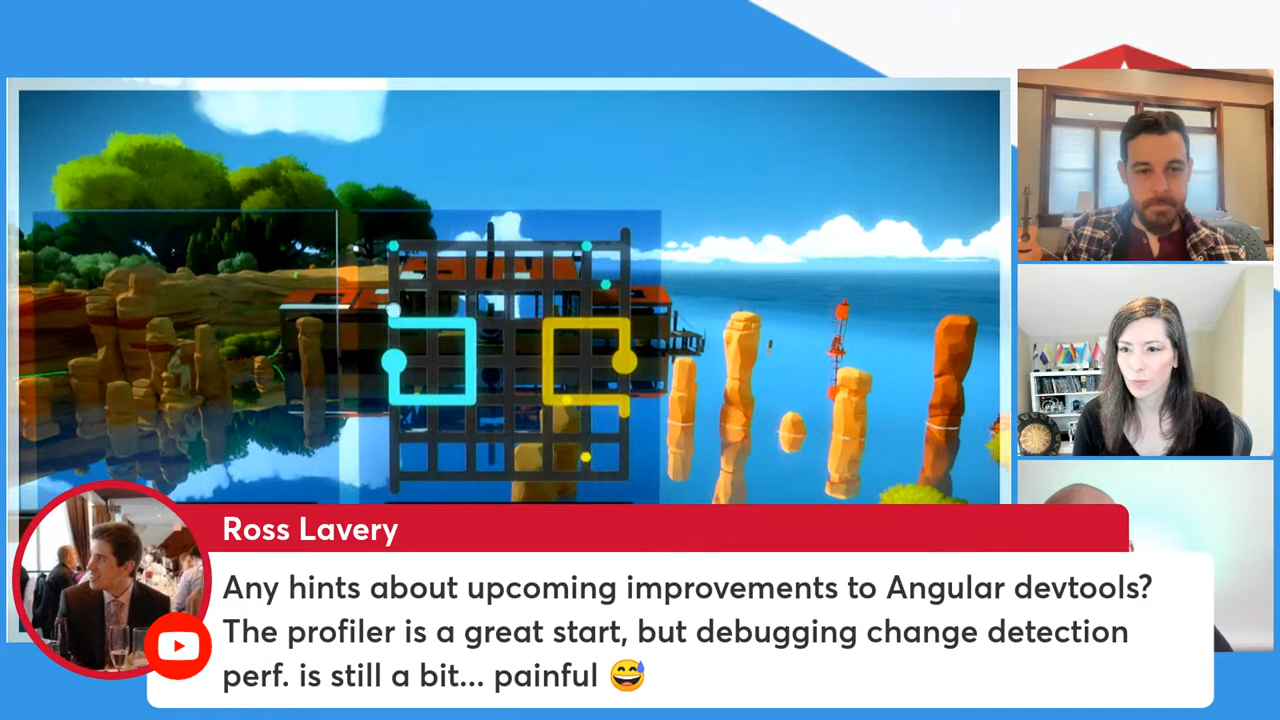 Ross Lavery
Any hints about upcoming improvements to Angular devtools?
The profiler is a great start, but debugging change detection
perf. is still a bit... painful 😅